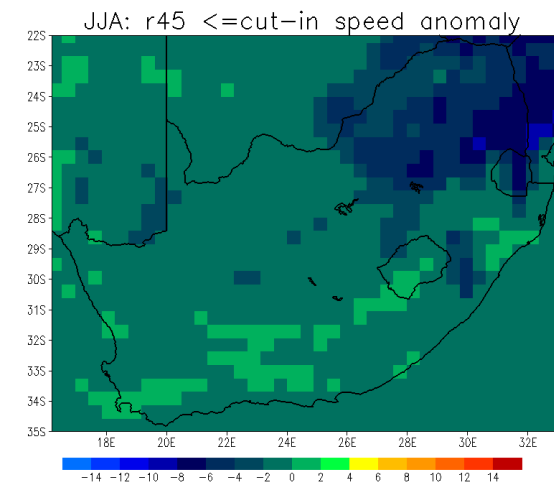 JJA: r45 <=cut-in speed anomaly
22S
23S
24S
25S
26S
27S
28S
29S
30S
31S
32S
33S
34S
35S
18E 20E 22E 24E 26E 28E 30E 32E
-14 -12 -10 -8 -6 -4 -2 0 2 4 6 8 10 12 14